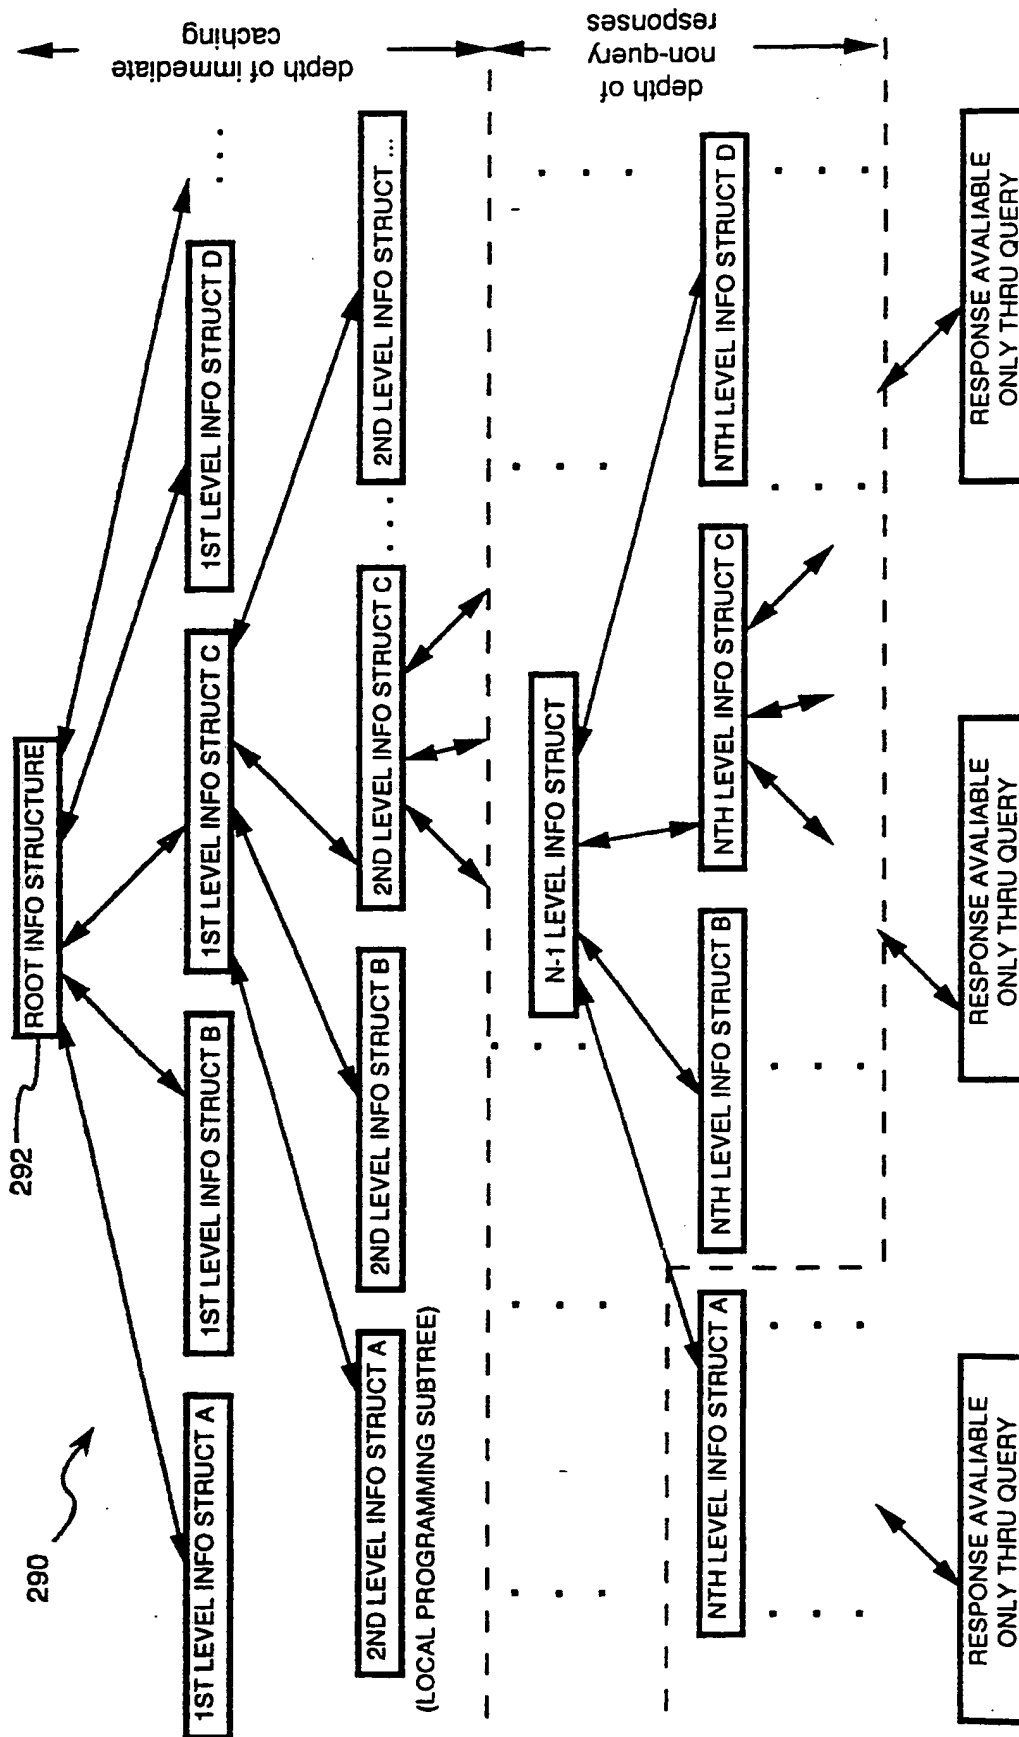 290
292
ROOT INFO STRUCTURE
1ST LEVEL INFO STRUCT A
1ST LEVEL INFO STRUCT B
1ST LEVEL INFO STRUCT C
1ST LEVEL INFO STRUCT D
. . .
depth of immediate
caching
2ND LEVEL INFO STRUCT A
(LOCAL PROGRAMMING SUBTREE)
2ND LEVEL INFO STRUCT B
2ND LEVEL INFO STRUCT C
. . .
2ND LEVEL INFO STRUCT ...
N-1 LEVEL INFO STRUCT
depth of
non-query
responses
NTH LEVEL INFO STRUCT A
NTH LEVEL INFO STRUCT B
NTH LEVEL INFO STRUCT C
NTH LEVEL INFO STRUCT D
RESPONSE AVALIABLE
ONLY THRU QUERY
RESPONSE AVALIABLE
ONLY THRU QUERY
RESPONSE AVALIABLE
ONLY THRU QUERY